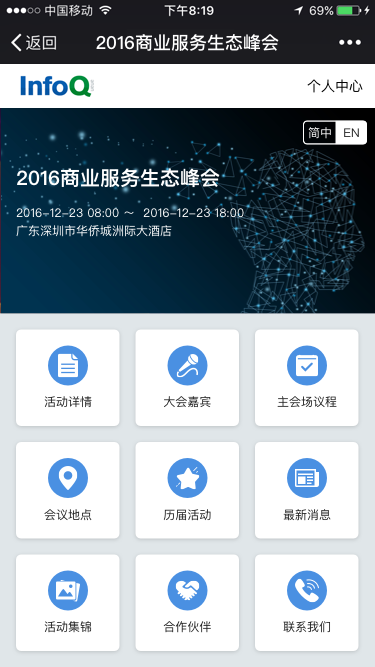 中国移动 下午8:19 69%
返回 2016商业服务生态峰会
InfoQ 个人中心
简中 EN
2016商业服务生态峰会
2016-12-23 08:00 ～ 2016-12-23 18:00
广东深圳市华侨城洲际大酒店
活动详情 大会嘉宾 主会场议程
会议地点 历届活动 最新消息
活动集锦 合作伙伴 联系我们